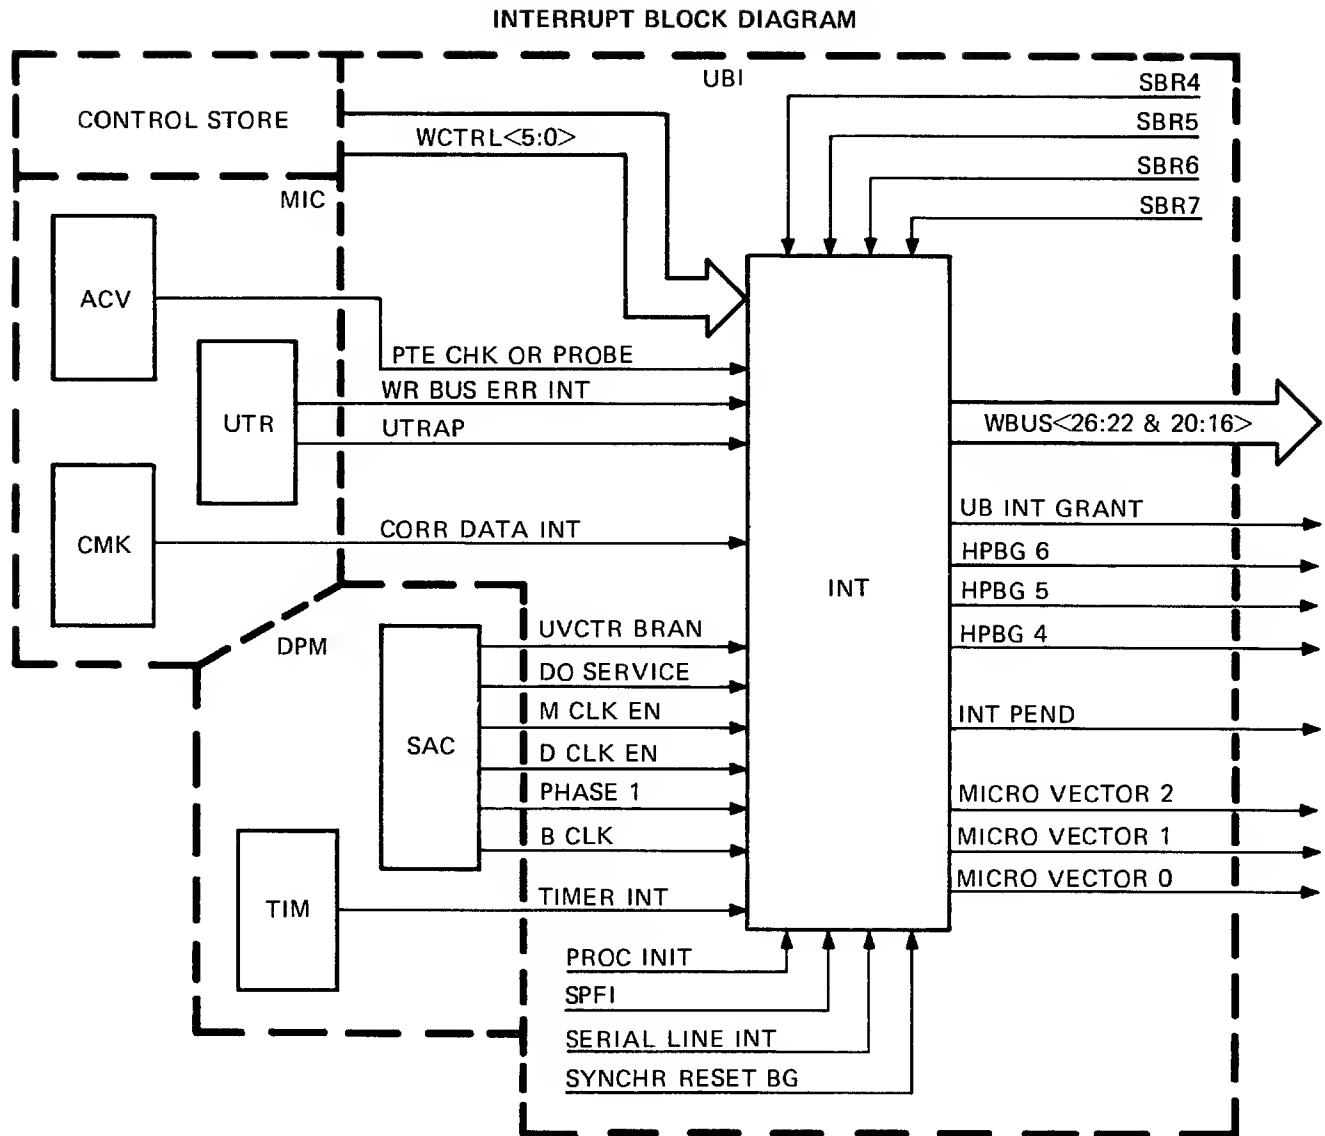 INTERRUPT BLOCK DIAGRAM
UBI
SBR4
CONTROL STORE
SBR5
WCTRL<5:0>
SBR6
MIC
SBR7
ACV
PTE CHK OR PROBE
WR BUS ERR INT
UTR
UTRAP
WBUS<26:22 & 20:16>
UB INT GRANT
CORR DATA INT
CMK
HPBG 6
INT
HPBG 5
UVCTR BRAN
HPBG 4
DPM
DO SERVICE
M CLK EN
INT PEND
SAC
D CLK EN
PHASE 1
MICRO VECTOR 2
B CLK
MICRO VECTOR 1
MICRO VECTOR 0
TIMER INT
TIM
PROC INIT
SPFI
SERIAL LINE INT
SYNCHR RESET BG